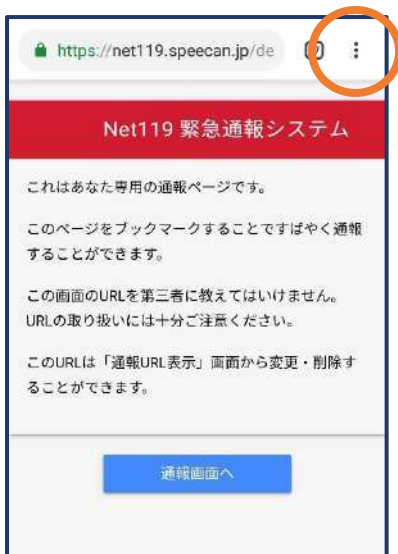 https://net119.speecan.jp/de
Net119 緊急通報システム
これはあなた専用の通報ページです。
このページをブックマークすることですばやく通報
することができます。
この画面のURLを第三者に教えてはいけません。
URLの取り扱いには十分ご注意ください。
このURLは「通報URL表示」画面から変更・削除す
ることができます。
通報画面へ